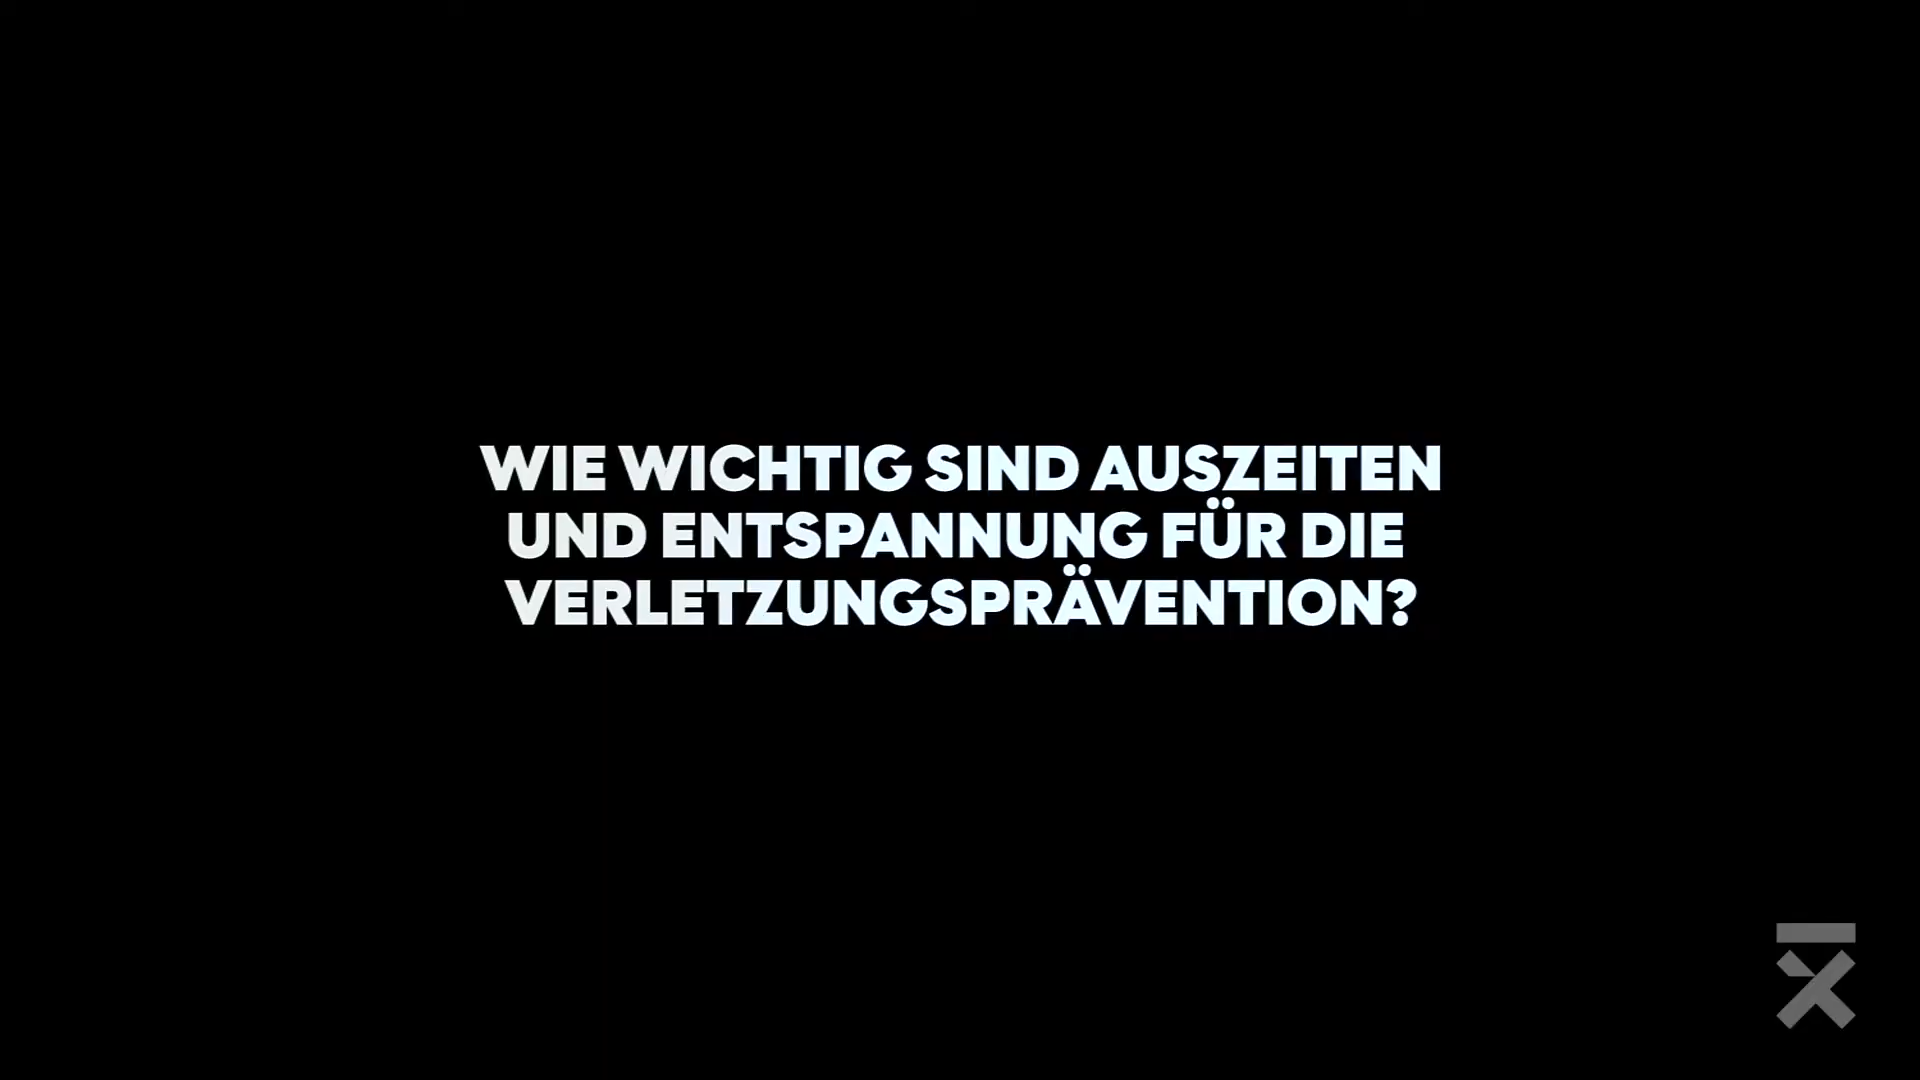 WIE WICHTIG SIND AUSZEITEN
UND ENTSPANNUNG FÜR DIE
VERLETZUNGSPRÄVENTION?